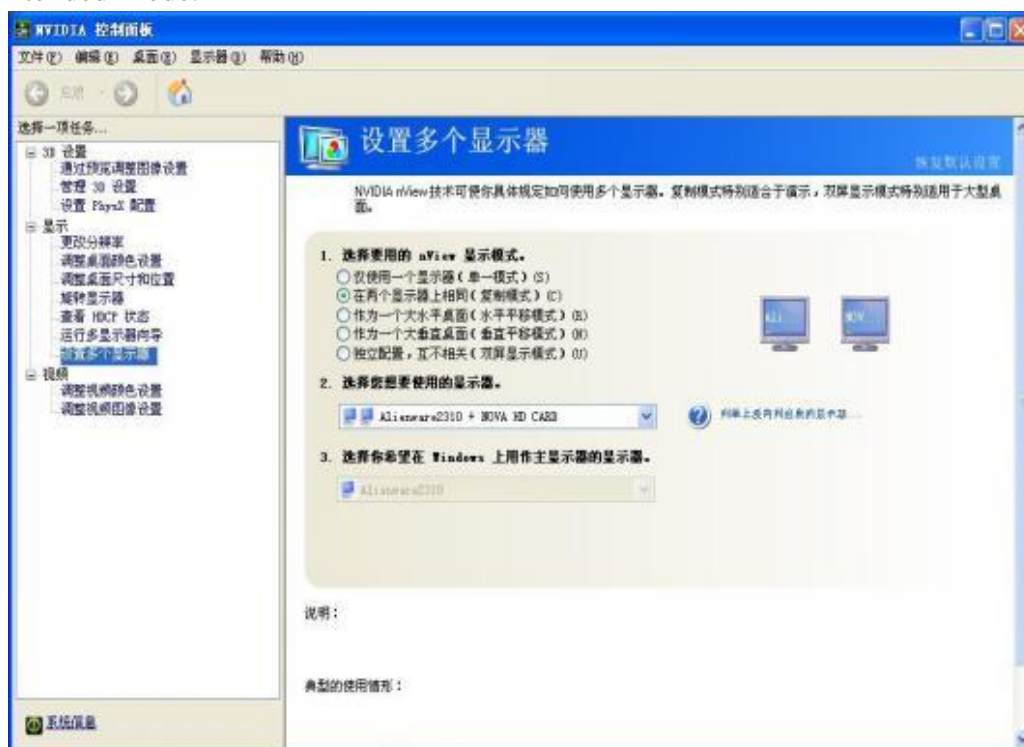 NVIDIA 控制面板
文件(F) 编辑(E) 桌面(K) 显示器(D) 帮助(H)
选择一项任务...
3D 设置
通过预览调整图像设置
管理 3D 设置
设置 PhysX 配置
显示
更改分辨率
调整桌面颜色设置
调整桌面尺寸和位置
旋转显示器
查看 HDCP 状态
运行多显示器向导
设置多个显示器
视频
调整视频颜色设置
调整视频图像设置
系统信息
设置多个显示器
恢复默认设置
NVIDIA nView 技术可使你具体规定如何使用多个显示器。复制模式特别适合于演示，双屏显示模式特别适用于大型桌
面。
1. 选择要用的 nView 显示模式。
仅使用一个显示器(单一模式)(S)
在两个显示器上相同(复制模式)(C)
作为一个大水平桌面(水平平移模式)
作为一个大垂直桌面(垂直平移模式)
独立配置，互不相关(双屏显示模式)
Ali...
NOV...
2. 选择您想要使用的显示器。
Alienware2310 + NOVA HD CARD
3. 选择你希望在 Windows 上用作主显示器的显示器。
Alienware2310
说明：
典型的使用情形：